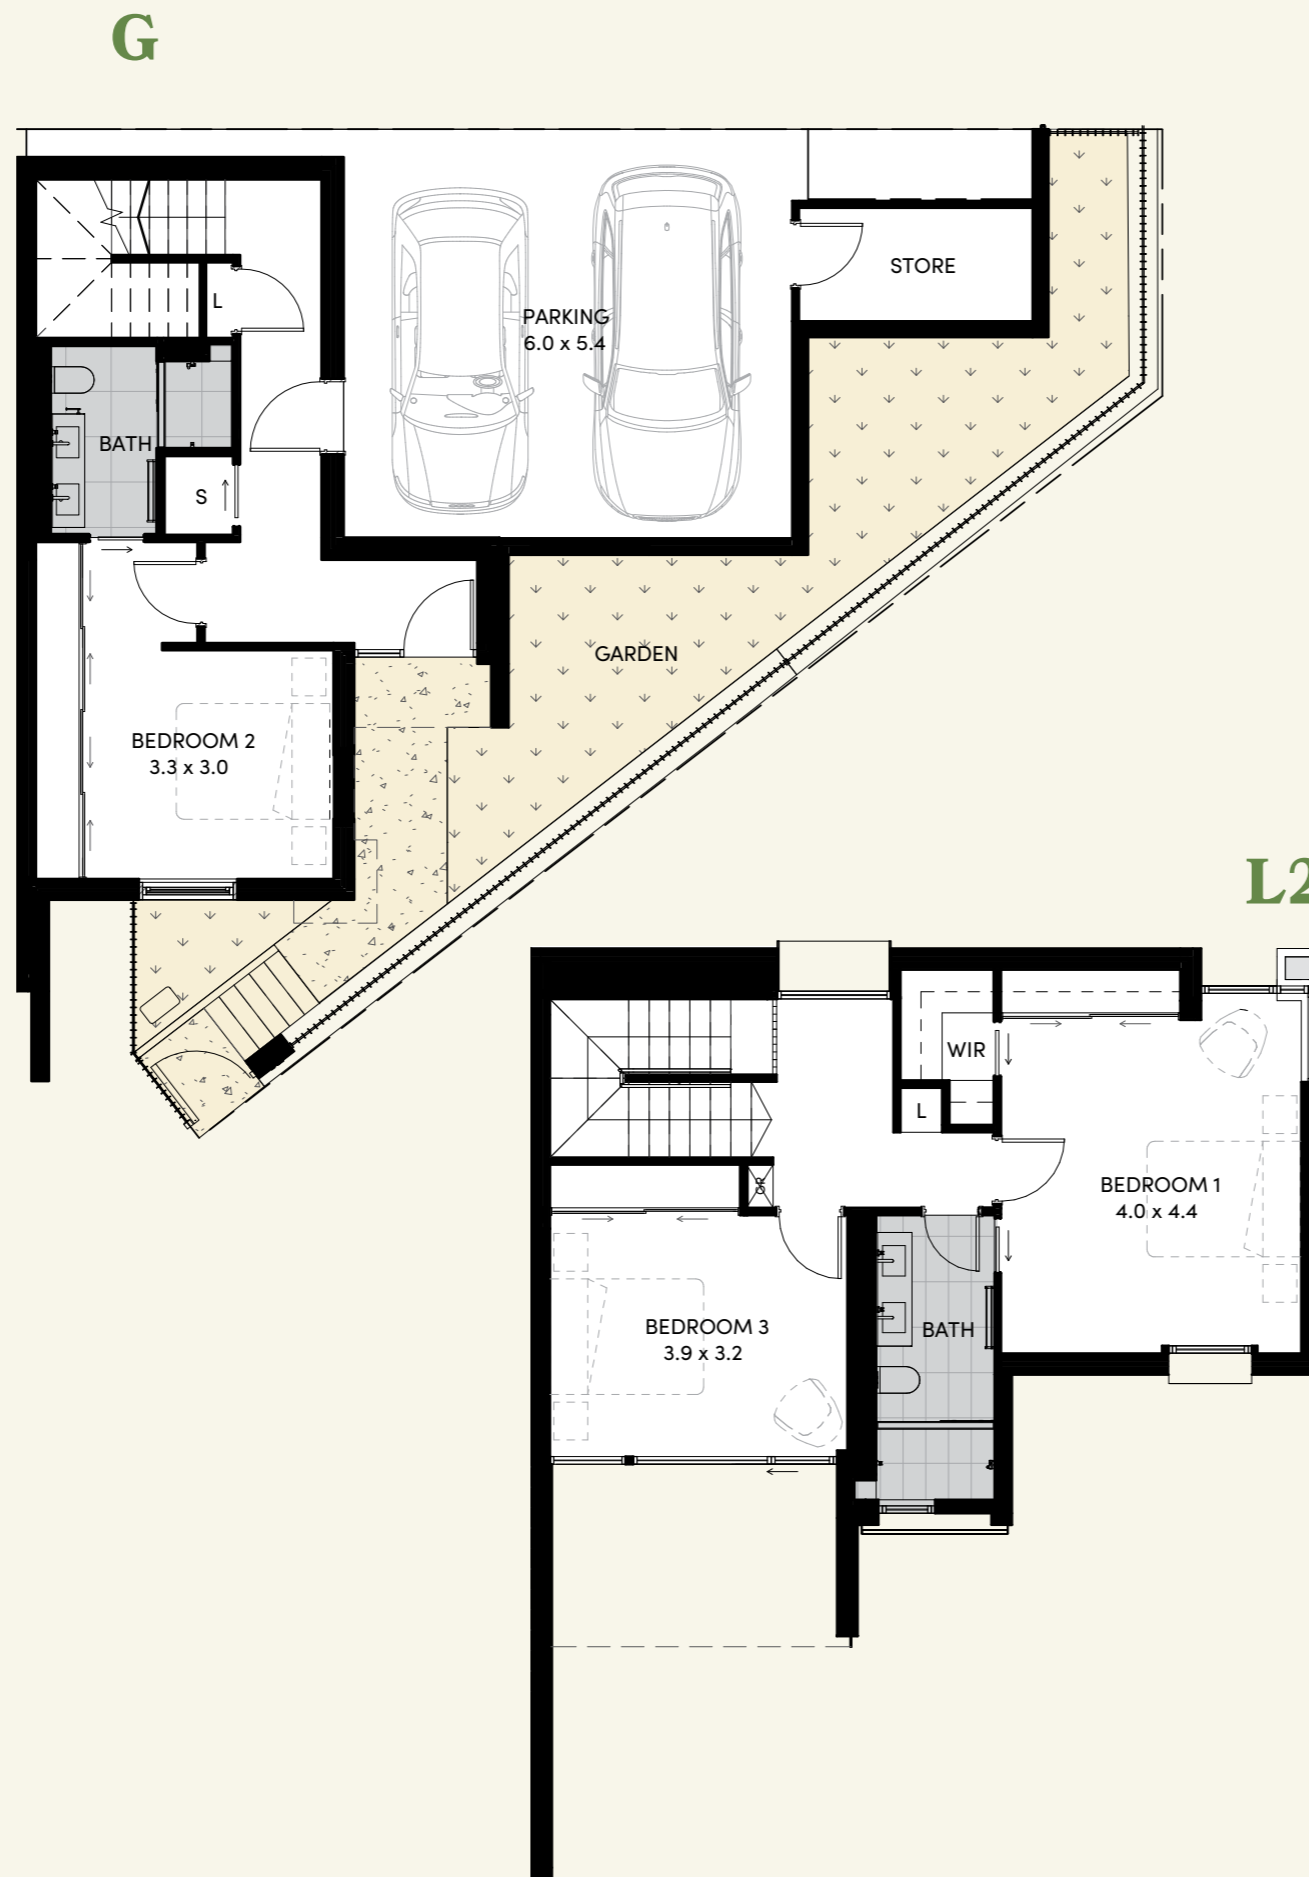 G
STORE
L
PARKING
6.0 x 5.4
BATH
S
GARDEN
BEDROOM 2
3.3 x 3.0
L2
WIR
L
BEDROOM 1
4.0 x 4.4
BEDROOM 3
3.9 x 3.2
BATH